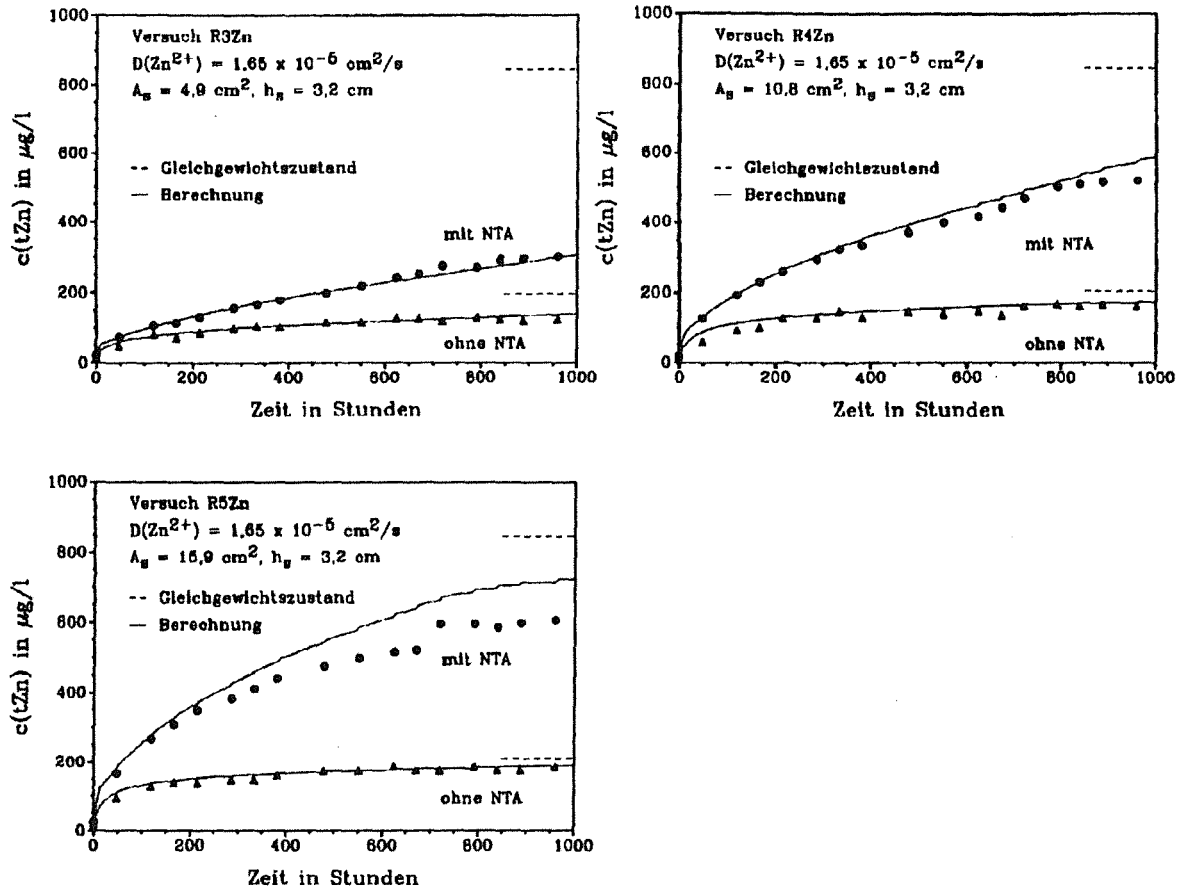 1000
800
600
400
200
0
c(tZn) in µg/l
Versuch R3Zn
D(Zn2+) = 1,65 x 10-5 cm2/s
As = 4,9 cm2, hs = 3,2 cm
-- Gleichgewichtszustand
— Berechnung
mit NTA
ohne NTA
0 200 400 600 800 1000
Zeit in Stunden
1000
800
600
400
200
0
c(tZn) in µg/l
Versuch R4Zn
D(Zn2+) = 1,65 x 10-5 cm2/s
As = 10,8 cm2, hs = 3,2 cm
-- Gleichgewichtszustand
— Berechnung
mit NTA
ohne NTA
0 200 400 600 800 1000
Zeit in Stunden
1000
800
600
400
200
0
c(tZn) in µg/l
Versuch R5Zn
D(Zn2+) = 1,65 x 10-5 cm2/s
As = 15,9 cm2, hs = 3,2 cm
-- Gleichgewichtszustand
— Berechnung
mit NTA
ohne NTA
0 200 400 600 800 1000
Zeit in Stunden